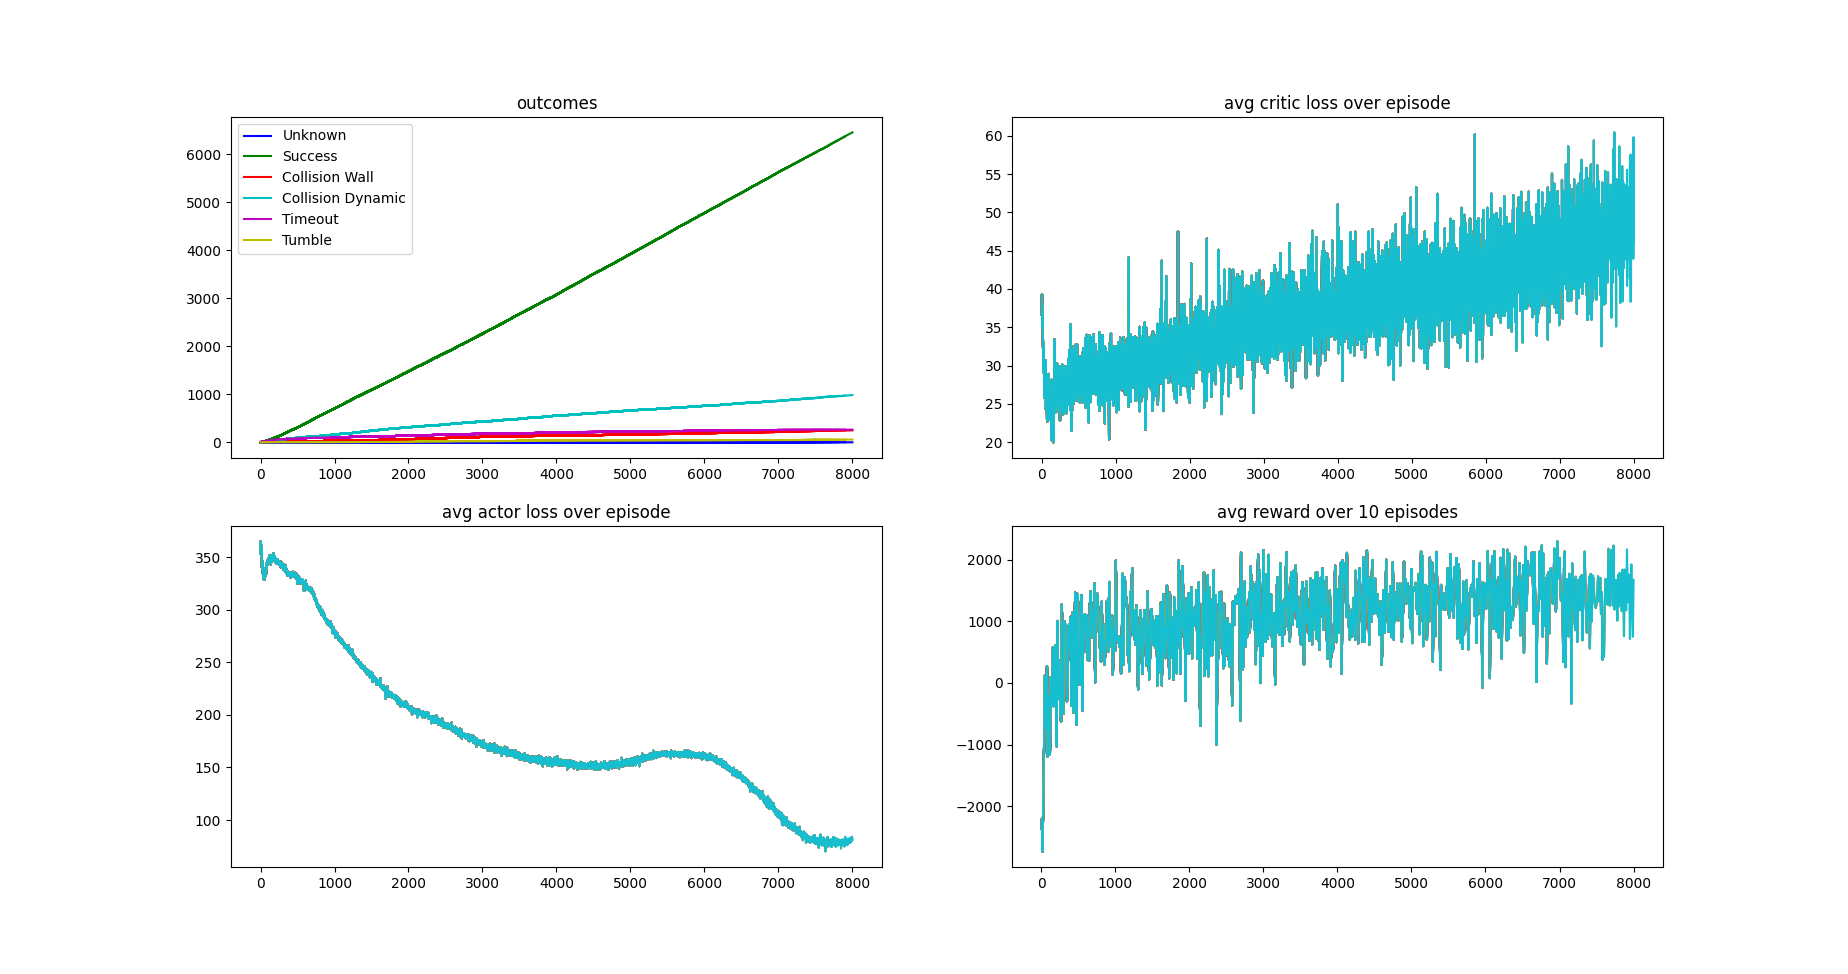 outcomes
Unknown
Success
Collision Wall
Collision Dynamic
Timeout
Tumble
6000
5000
4000
3000
2000
1000
0
0 1000 2000 3000 4000 5000 6000 7000 8000
avg critic loss over episode
60
55
50
45
40
35
30
25
20
0 1000 2000 3000 4000 5000 6000 7000 8000
avg actor loss over episode
350
300
250
200
150
100
0 1000 2000 3000 4000 5000 6000 7000 8000
avg reward over 10 episodes
2000
1000
0
−1000
−2000
0 1000 2000 3000 4000 5000 6000 7000 8000